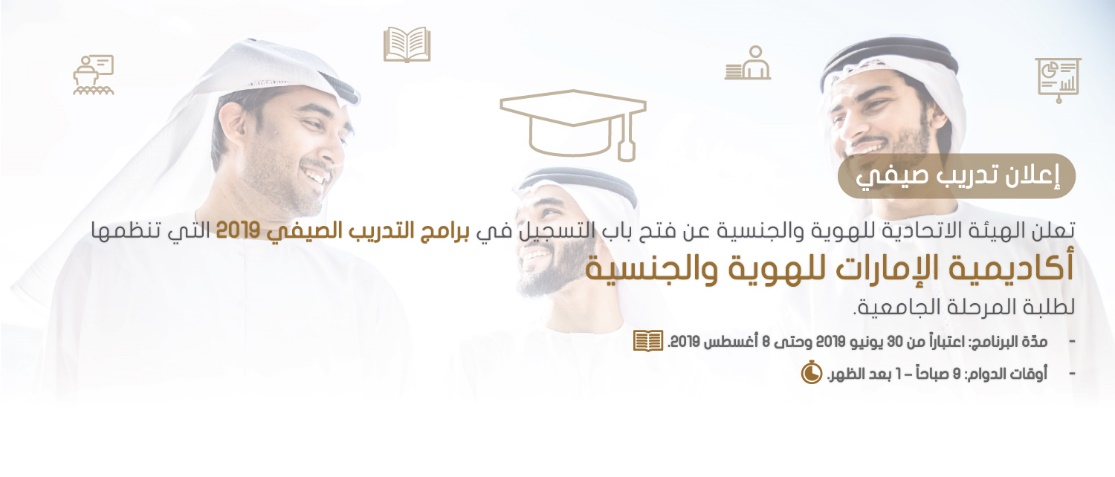 إعلان تدريب صيفي
تعلن الهيئة الاتحادية للهوية والجنسية عن فتح باب التسجيل في برامج التدريب الصيفي 2019 التي تنظمها
أكاديمية الإمارات للهوية والجنسية
لطلبة المرحلة الجامعية.
- مدّة البرنامج: اعتباراً من 30 يونيو 2019 وحتى 8 أغسطس 2019.
- أوقات الدوام: 9 صباحاً – 1 بعد الظهر.